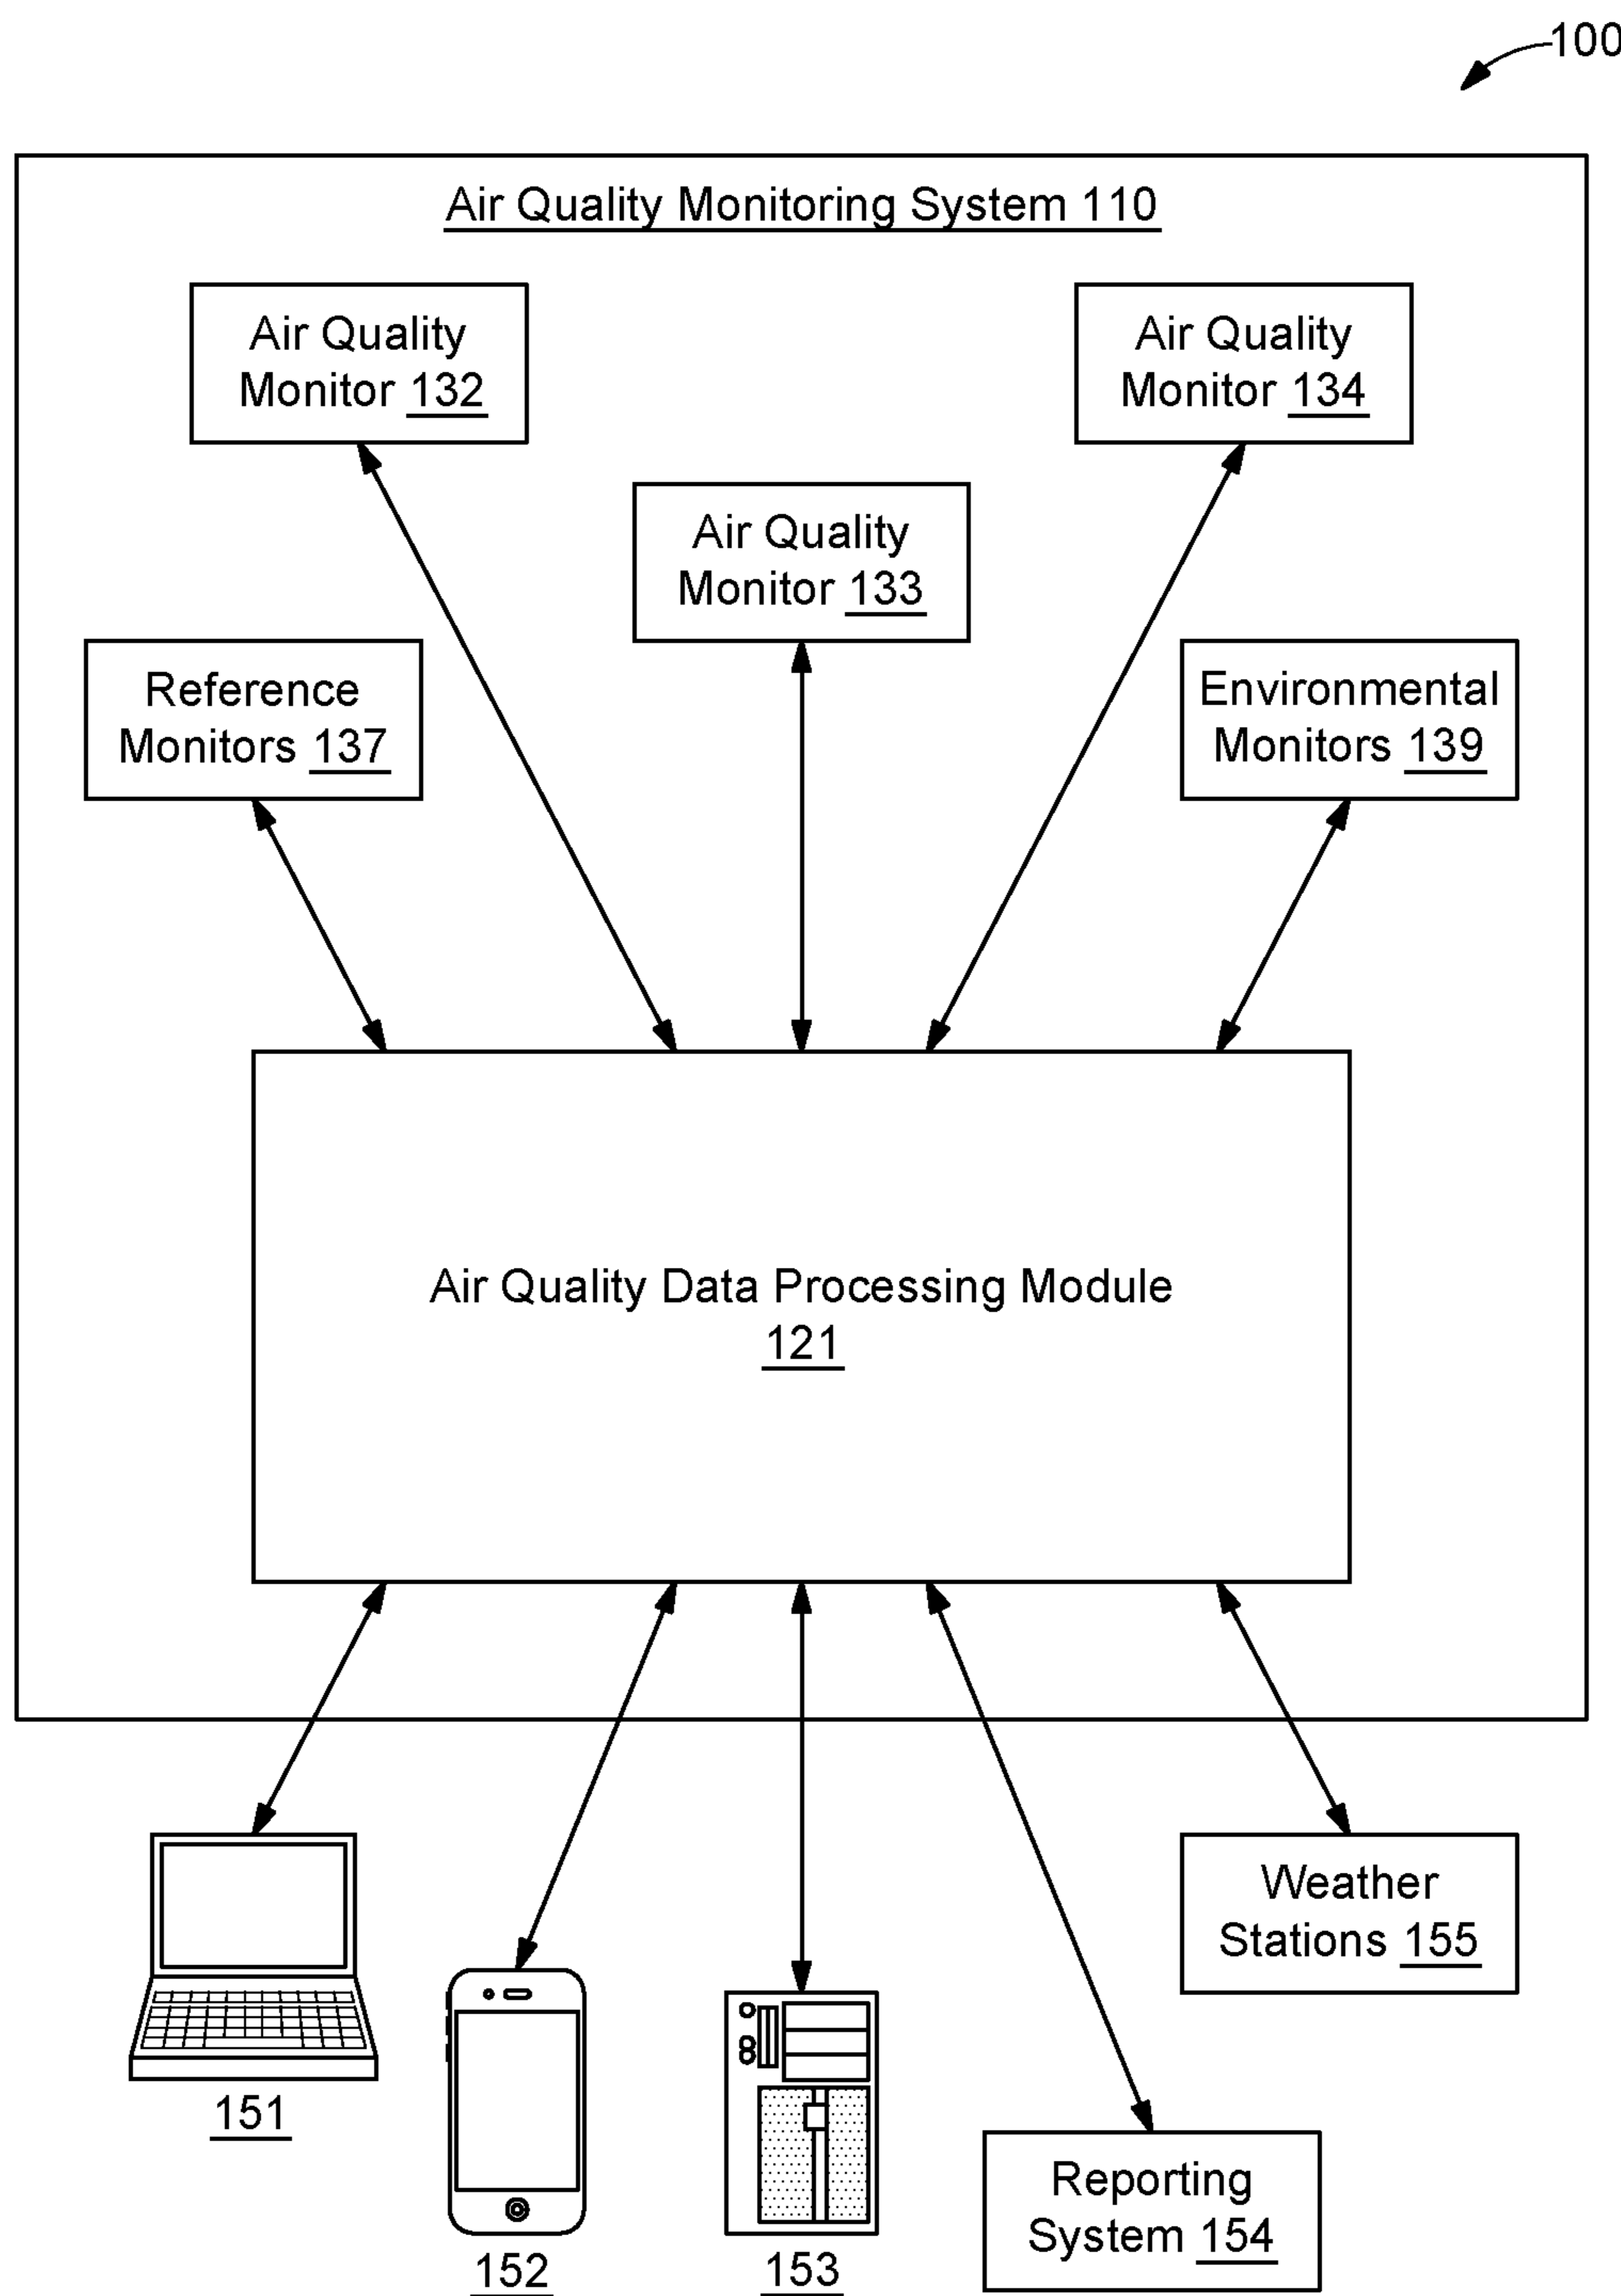 100
Air Quality Monitoring System 110
Air Quality
Monitor 132
Air Quality
Monitor 134
Air Quality
Monitor 133
Reference
Monitors 137
Environmental
Monitors 139
Air Quality Data Processing Module
121
Weather
Stations 155
151
Reporting
System 154
152
153